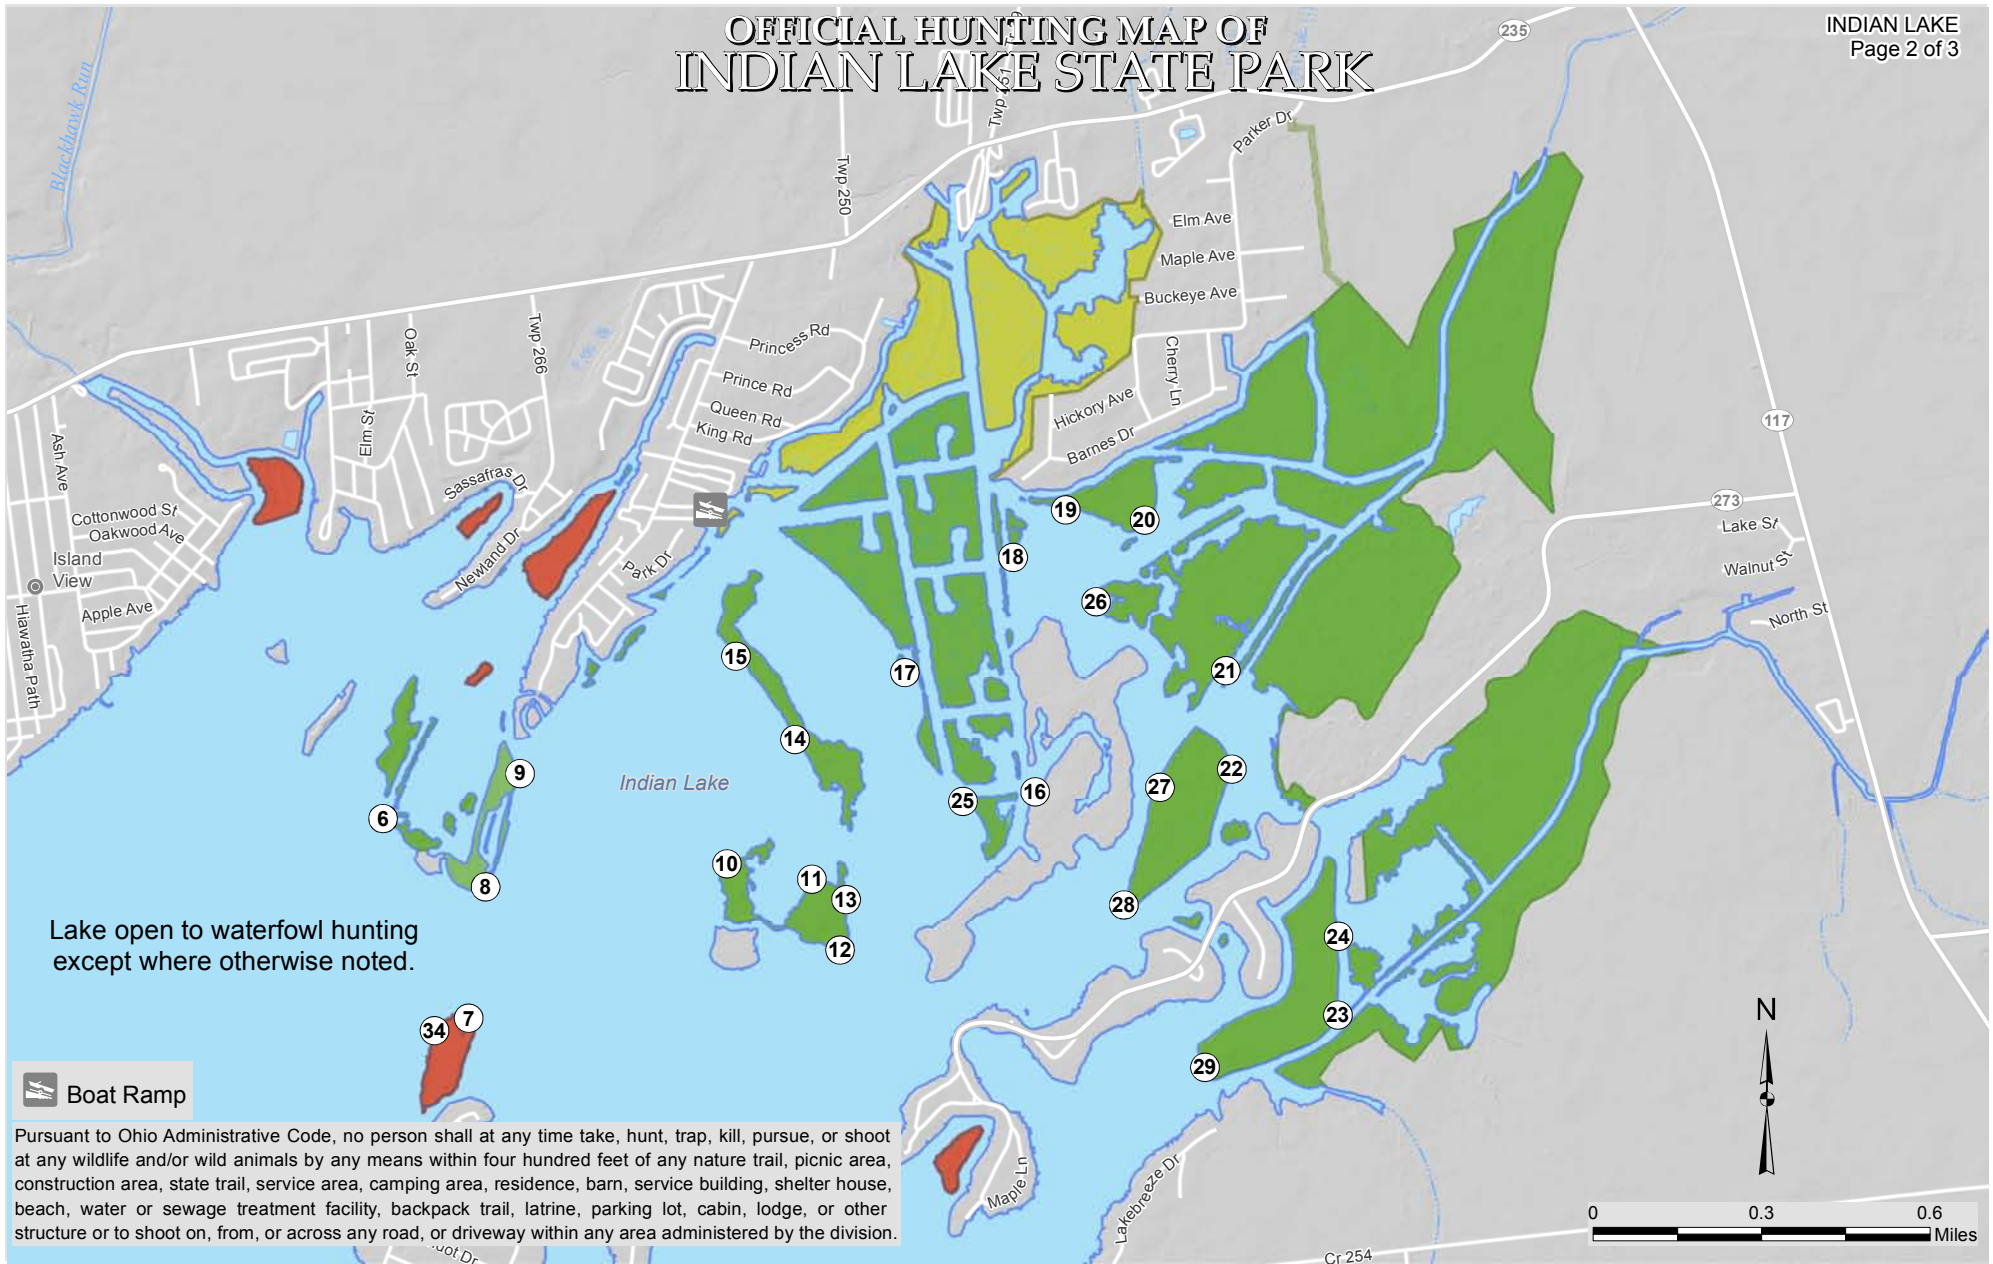 OFFICIAL HUNTING MAP OF
INDIAN LAKE STATE PARK
INDIAN LAKE
Page 2 of 3
235
Blackhawk Run
Twp 250
Parker Dr
Elm Ave
Maple Ave
Buckeye Ave
Princess Rd
Prince Rd
Queen Rd
King Rd
Twp 266
Oak St
Elm St
Cherry Ln
Hickory Ave
Barnes Dr
117
273
Lake St
Walnut St
North St
Ash Ave
Cottonwood St
Oakwood Ave
Island
View
Apple Ave
Hiawatha Path
Sassafras Dr
Newland Dr
Park Dr
19
20
18
26
15
17
21
14
9
Indian Lake
27
22
6
25
16
10
11
13
8
28
12
24
Lake open to waterfowl hunting
except where otherwise noted.
34
7
23
29
N
Boat Ramp
Pursuant to Ohio Administrative Code, no person shall at any time take, hunt, trap, kill, pursue, or shoot
at any wildlife and/or wild animals by any means within four hundred feet of any nature trail, picnic area,
construction area, state trail, service area, camping area, residence, barn, service building, shelter house,
beach, water or sewage treatment facility, backpack trail, latrine, parking lot, cabin, lodge, or other
structure or to shoot on, from, or across any road, or driveway within any area administered by the division.
Maple Ln
Lakebreeze Dr
Cr 254
0 0.3 0.6
Miles